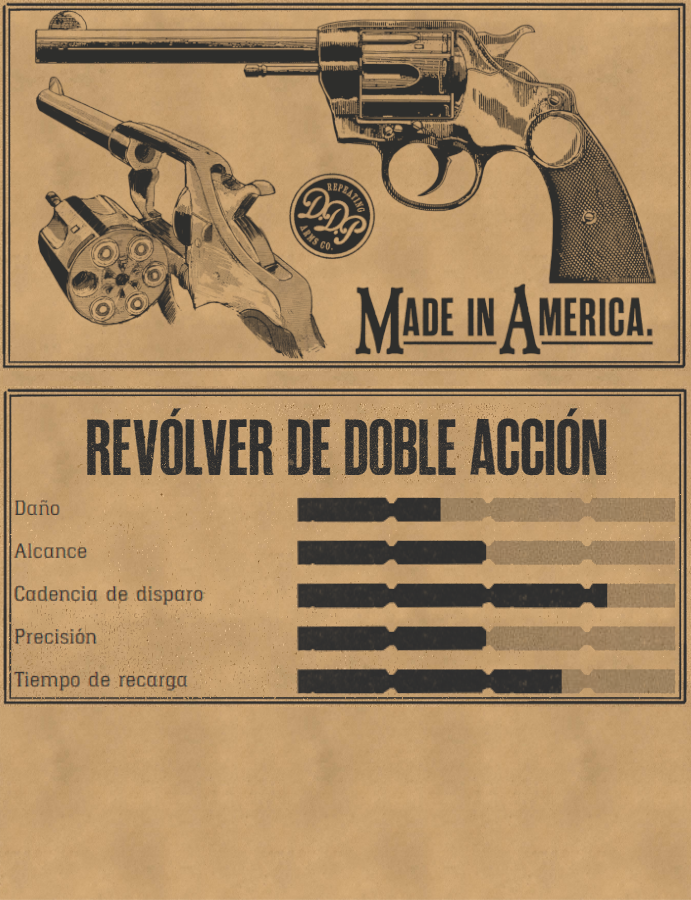 REPEATING
D.D.P
ARMS CO.
MADE IN AMERICA.
REVÓLVER DE DOBLE ACCIÓN
Daño
Alcance
Cadencia de disparo
Precisión
Tiempo de recarga